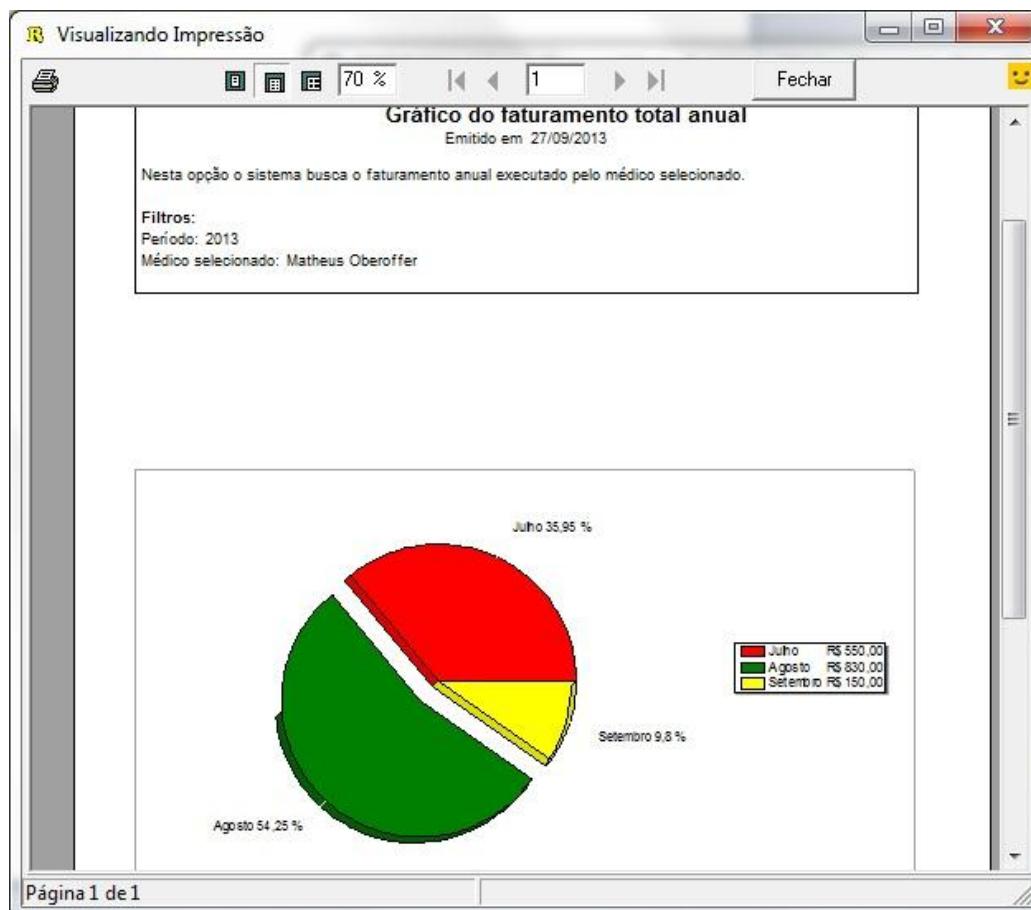 Visualizando Impressão
70 %
1
Fechar
Gráfico do faturamento total anual
Emitido em 27/09/2013
Nesta opção o sistema busca o faturamento anual executado pelo médico selecionado.
Filtros:
Período: 2013
Médico selecionado: Matheus Oberoffer
Julho 35,95 %
Julho R$ 550,00
Agosto R$ 830,00
Setembro R$ 150,00
Setembro 9,8 %
Agosto 54,25 %
Página 1 de 1